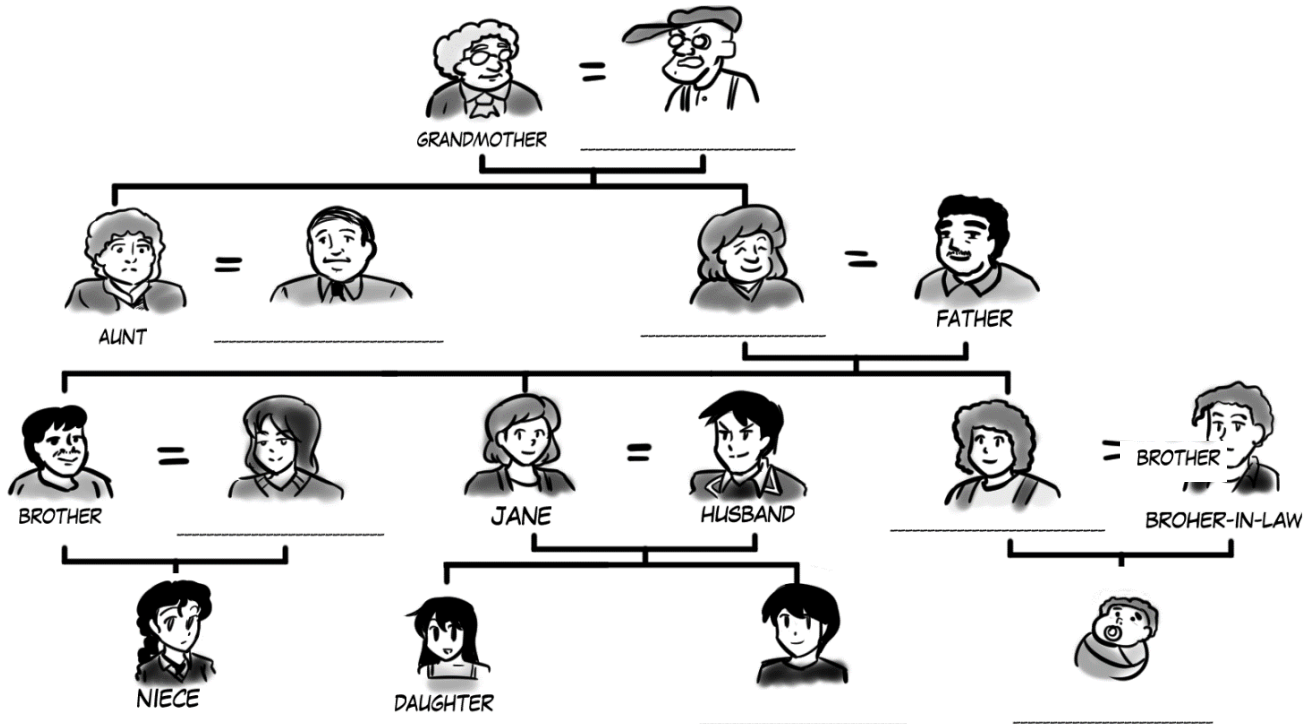 GRANDMOTHER
AUNT
FATHER
BROTHER
BROTHER
JANE
HUSBAND
BROHER-IN-LAW
NIECE
DAUGHTER